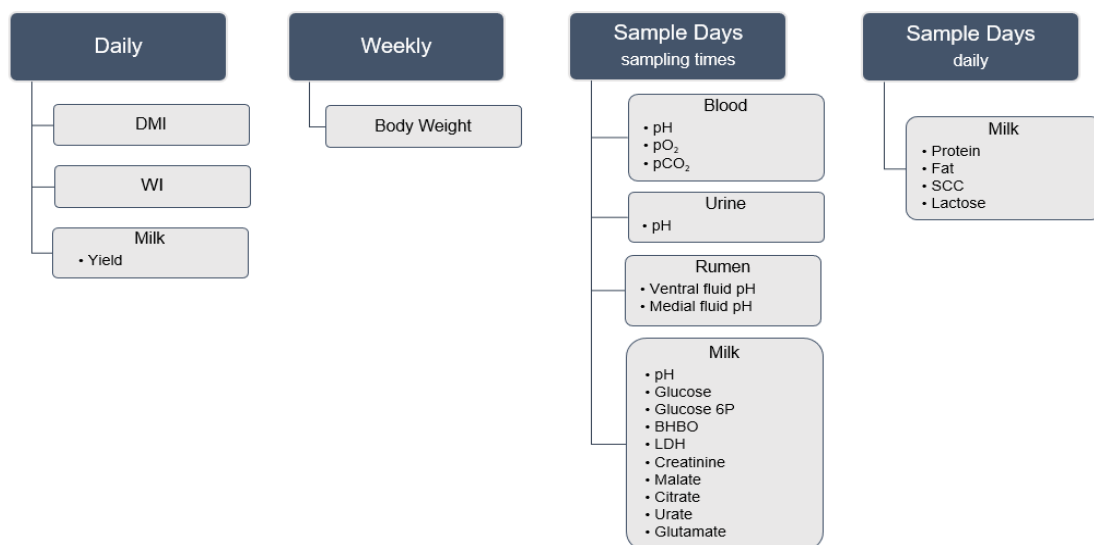 Daily
DMI
WI
Milk
• Yield
Weekly
Body Weight
Sample Days
sampling times
Blood
• pH
• pO₂
• pCO₂
Urine
• pH
Rumen
• Ventral fluid pH
• Medial fluid pH
Milk
• pH
• Glucose
• Glucose 6P
• BHBO
• LDH
• Creatinine
• Malate
• Citrate
• Urate
• Glutamate
Sample Days
daily
Milk
• Protein
• Fat
• SCC
• Lactose